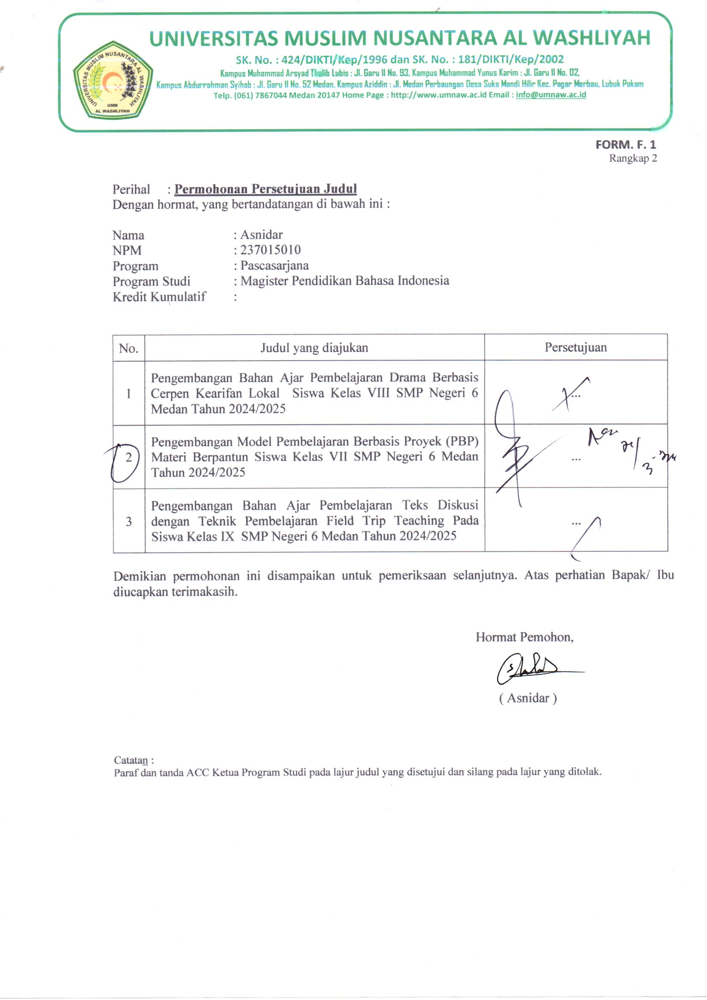 UNIVERSITAS MUSLIM NUSANTARA AL WASHLIYAH
SK. No. : 424/DIKTI/Kep/1996 dan SK. No. : 181/DIKTI/Kep/2002
Kampus Muhammad Arsyad Thalib Lubis : Jl. Garu II No. 93, Kampus Muhammad Yunus Karim : Jl. Garu II No. 02,
Kampus Abdurrahman Syihab : Jl. Garu II No. 52 Medan, Kampus Aziddin : Jl. Medan Perbaungan Desa Suka Mandi Hilir Kec. Pagar Merbau, Lubuk Pakam
Telp. (061) 7867044 Medan 20147 Home Page : http://www.umnaw.ac.id Email : info@umnaw.ac.id
UNIVERSITAS MUSLIM NUSANTARA AL WASHLIYAH
UMN
AL WASHLIYAH
FORM. F. 1
Rangkap 2
Perihal : Permohonan Persetujuan Judul
Dengan hormat, yang bertandatangan di bawah ini :
Nama : Asnidar
NPM : 237015010
Program : Pascasarjana
Program Studi : Magister Pendidikan Bahasa Indonesia
Kredit Kumulatif :
No. Judul yang diajukan Persetujuan
Pengembangan Bahan Ajar Pembelajaran Drama Berbasis
1 Cerpen Kearifan Lokal Siswa Kelas VIII SMP Negeri 6 ...
Medan Tahun 2024/2025
Pengembangan Model Pembelajaran Berbasis Proyek (PBP)
2 Materi Berpantun Siswa Kelas VII SMP Negeri 6 Medan ...
Tahun 2024/2025
Pengembangan Bahan Ajar Pembelajaran Teks Diskusi
3 dengan Teknik Pembelajaran Field Trip Teaching Pada ...
Siswa Kelas IX SMP Negeri 6 Medan Tahun 2024/2025
Demikian permohonan ini disampaikan untuk pemeriksaan selanjutnya. Atas perhatian Bapak/ Ibu
diucapkan terimakasih.
Hormat Pemohon,
( Asnidar )
Catatan :
Paraf dan tanda ACC Ketua Program Studi pada lajur judul yang disetujui dan silang pada lajur yang ditolak.